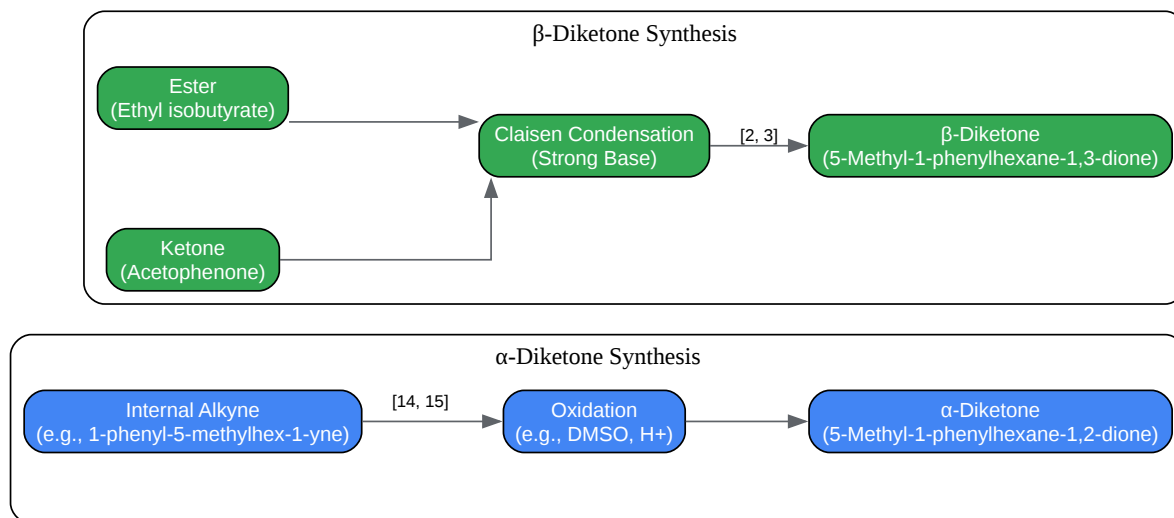 β-Diketone Synthesis
Ester
(Ethyl isobutyrate)
Claisen Condensation
(Strong Base)
[2, 3]
β-Diketone
(5-Methyl-1-phenylhexane-1,3-dione)
Ketone
(Acetophenone)
α-Diketone Synthesis
Internal Alkyne
(e.g., 1-phenyl-5-methylhex-1-yne)
[14, 15]
Oxidation
(e.g., DMSO, H+)
α-Diketone
(5-Methyl-1-phenylhexane-1,2-dione)